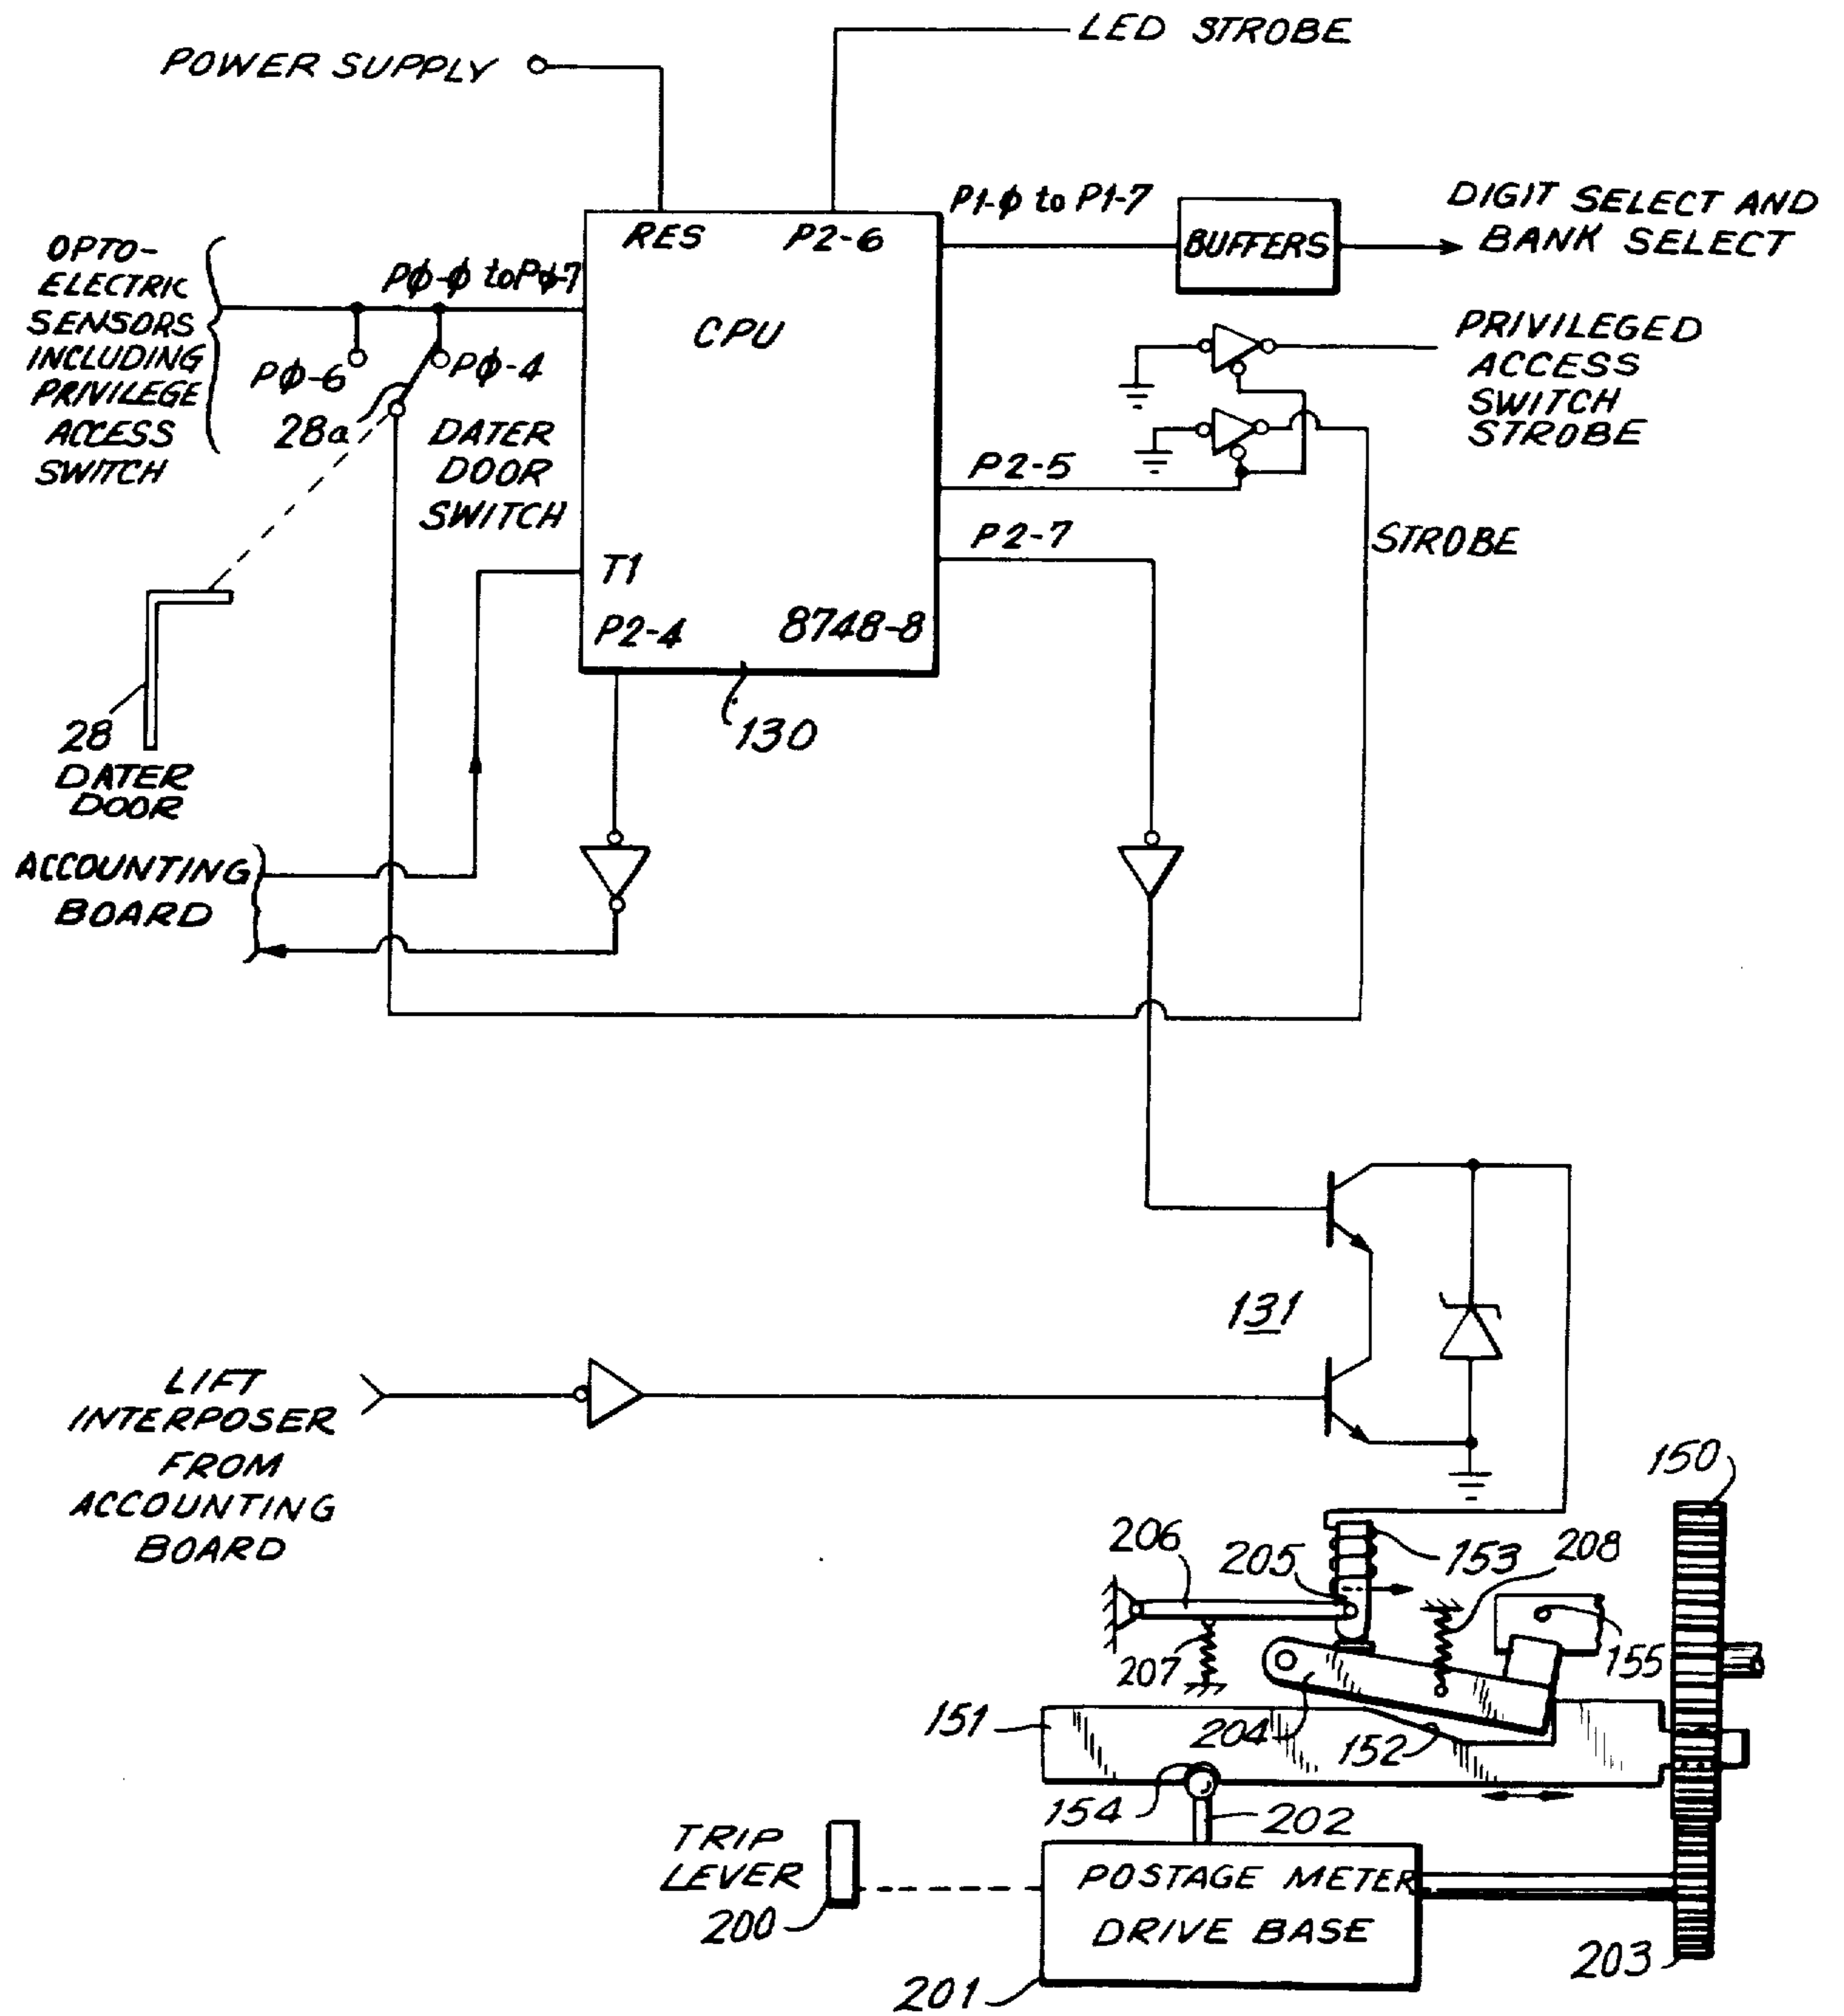 LED STROBE
POWER SUPPLY
P1-ϕ to P1-7
DIGIT SELECT AND
BANK SELECT
BUFFERS
RES
P2-6
OPTO-
ELECTRIC
SENSORS
INCLUDING
PRIVILEGE
ACCESS
SWITCH
Pϕ-ϕ to Pϕ-7
CPU
PRIVILEGED
ACCESS
SWITCH
STROBE
Pϕ-6
Pϕ-4
28a
DATER
DOOR
SWITCH
P2-5
P2-7
STROBE
T1
P2-4
8748-8
130
28
DATER
DOOR
ACCOUNTING
BOARD
131
LIFT
INTERPOSER
FROM
ACCOUNTING
BOARD
150
206
205
153
208
207
155
151
204
152
154
202
TRIP
LEVER
200
POSTAGE METER
DRIVE BASE
201
203